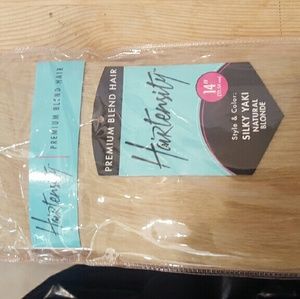 Hairtensity
PREMIUM BLEND HAIR
PREMIUM BLEND HAIR
Hairtensity
14"
Style & Color:
SILKY YAKI
NATURAL
BLONDE